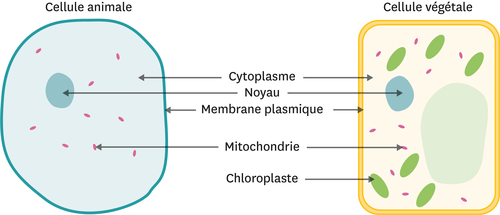 Cellule animale
Cellule végétale
Cytoplasme
Noyau
Membrane plasmique
Mitochondrie
Chloroplaste